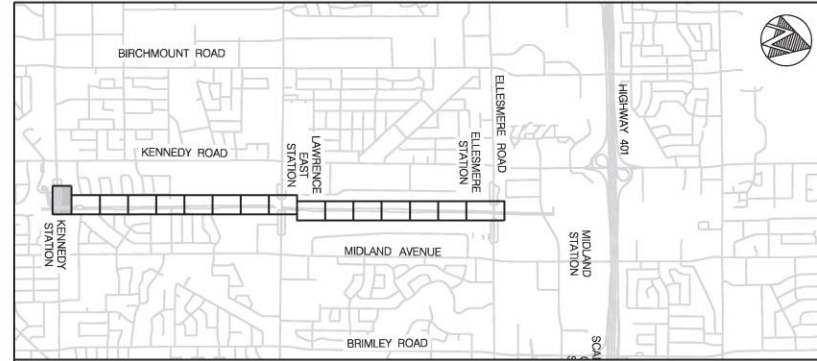 BIRCHMOUNT ROAD
KENNEDY ROAD
LAWRENCE
EAST
STATION
ELLESMERE ROAD
ELLESMERE
STATION
HIGHWAY 401
KENNEDY
STATION
MIDLAND AVENUE
MIDLAND
STATION
BRIMLEY ROAD